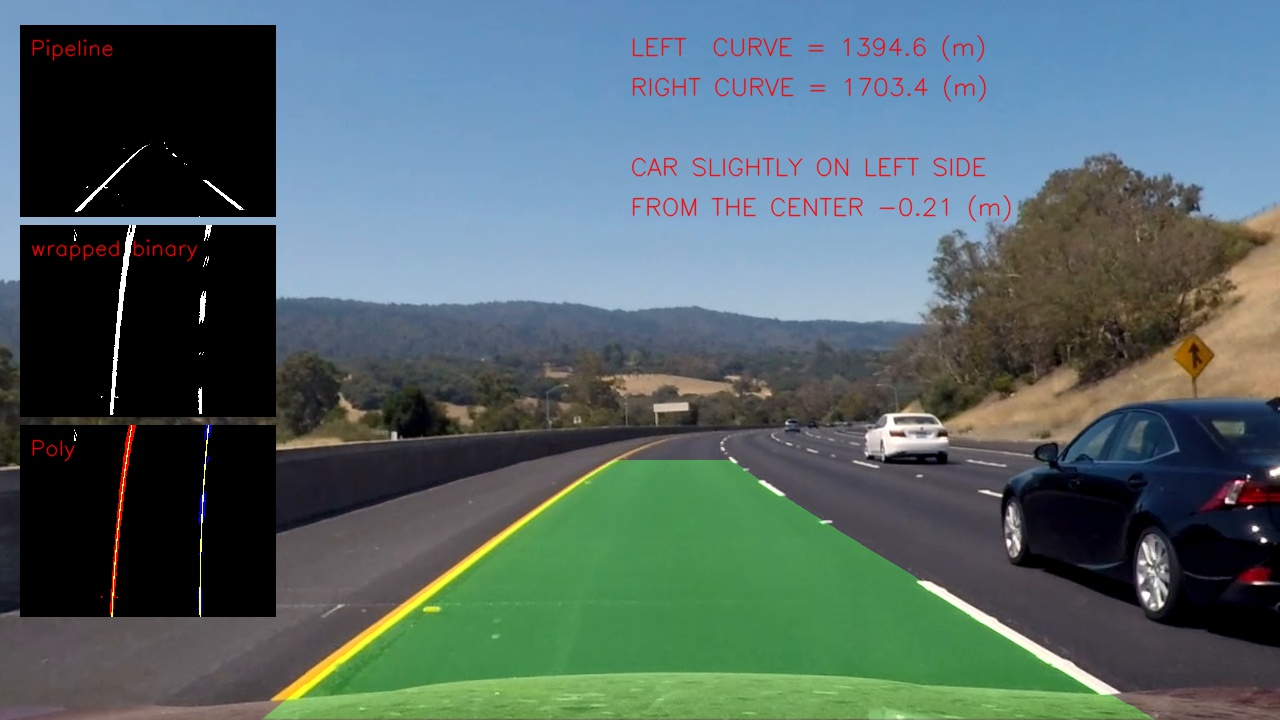 Pipeline
wrapped binary
Poly
LEFT CURVE = 1394.6 (m)
RIGHT CURVE = 1703.4 (m)
CAR SLIGHTLY ON LEFT SIDE
FROM THE CENTER -0.21 (m)